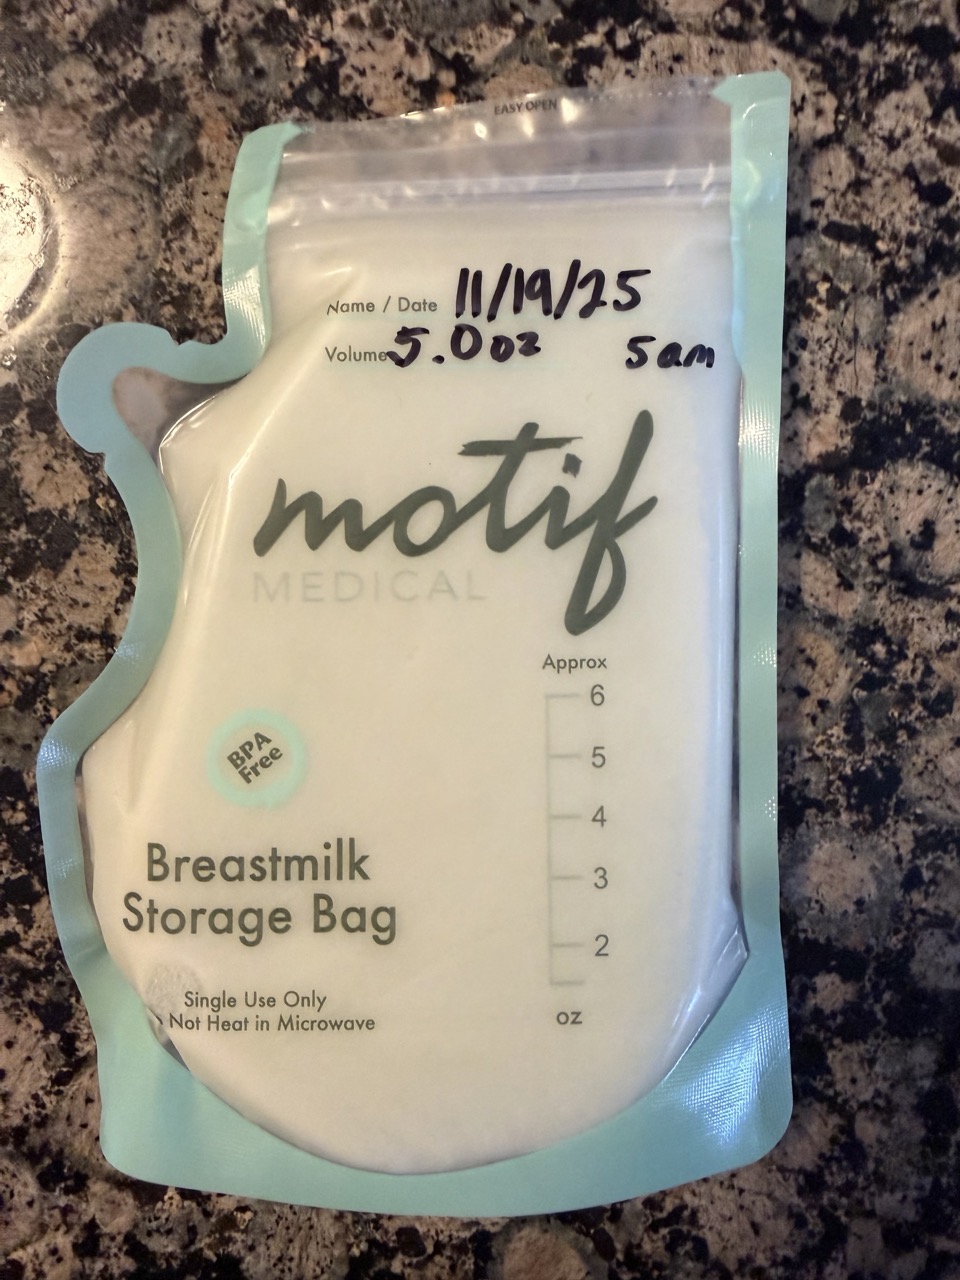 EASY OPEN
Name / Date 11/19/25
Volume 5.0oz 5am
motif
MEDICAL
Approx
6
5
4
3
2
oz
BPA
Free
Breastmilk
Storage Bag
Single Use Only
Not Heat in Microwave